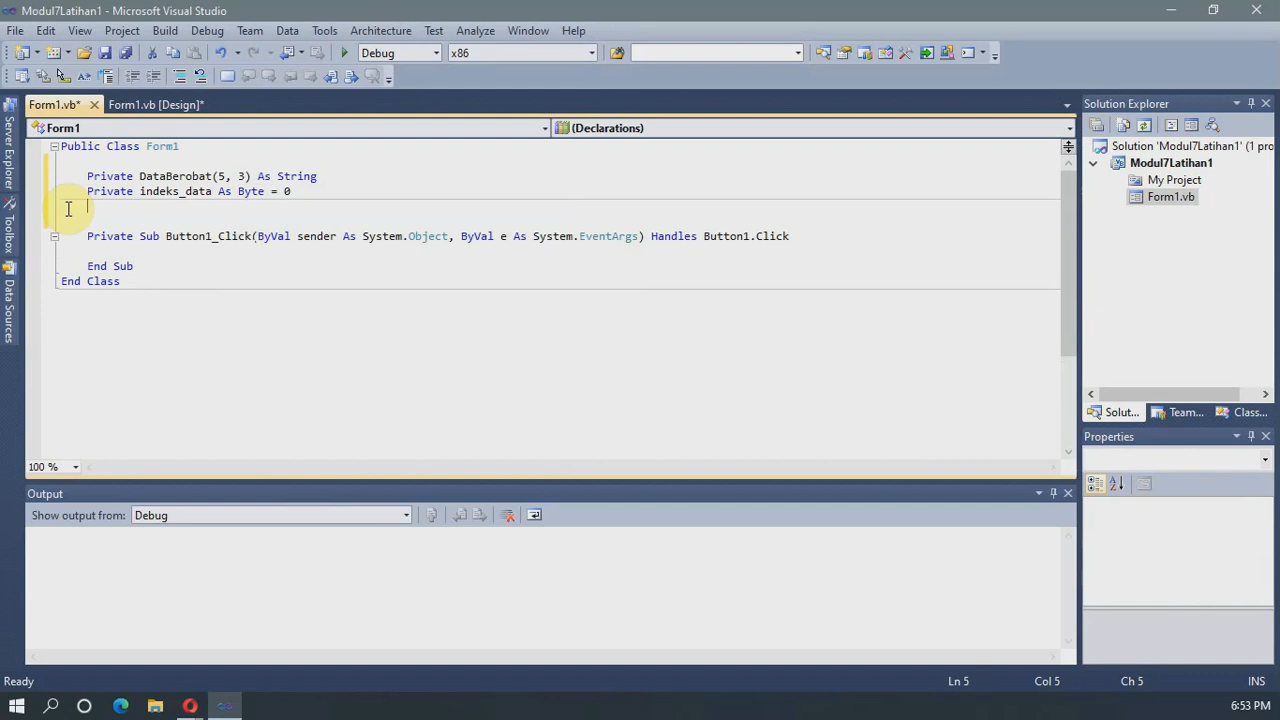 Modul7Latihan1 - Microsoft Visual Studio
File Edit View Project Build Debug Team Data Tools Architecture Test Analyze Window Help
Debug x86
Form1.vb* Form1.vb [Design]*
Form1 (Declarations)
Public Class Form1
Private DataBerobat(5, 3) As String
Private indeks_data As Byte = 0
Private Sub Button1_Click(ByVal sender As System.Object, ByVal e As System.EventArgs) Handles Button1.Click
End Sub
End Class
100 %
Output
Show output from: Debug
Server Explorer
Toolbox
Data Sources
Solution Explorer
Solution 'Modul7Latihan1' (1 pro
Modul7Latihan1
My Project
Form1.vb
Solut... Team... Class...
Properties
Ready Ln 5 Col 5 Ch 5 INS
6:53 PM